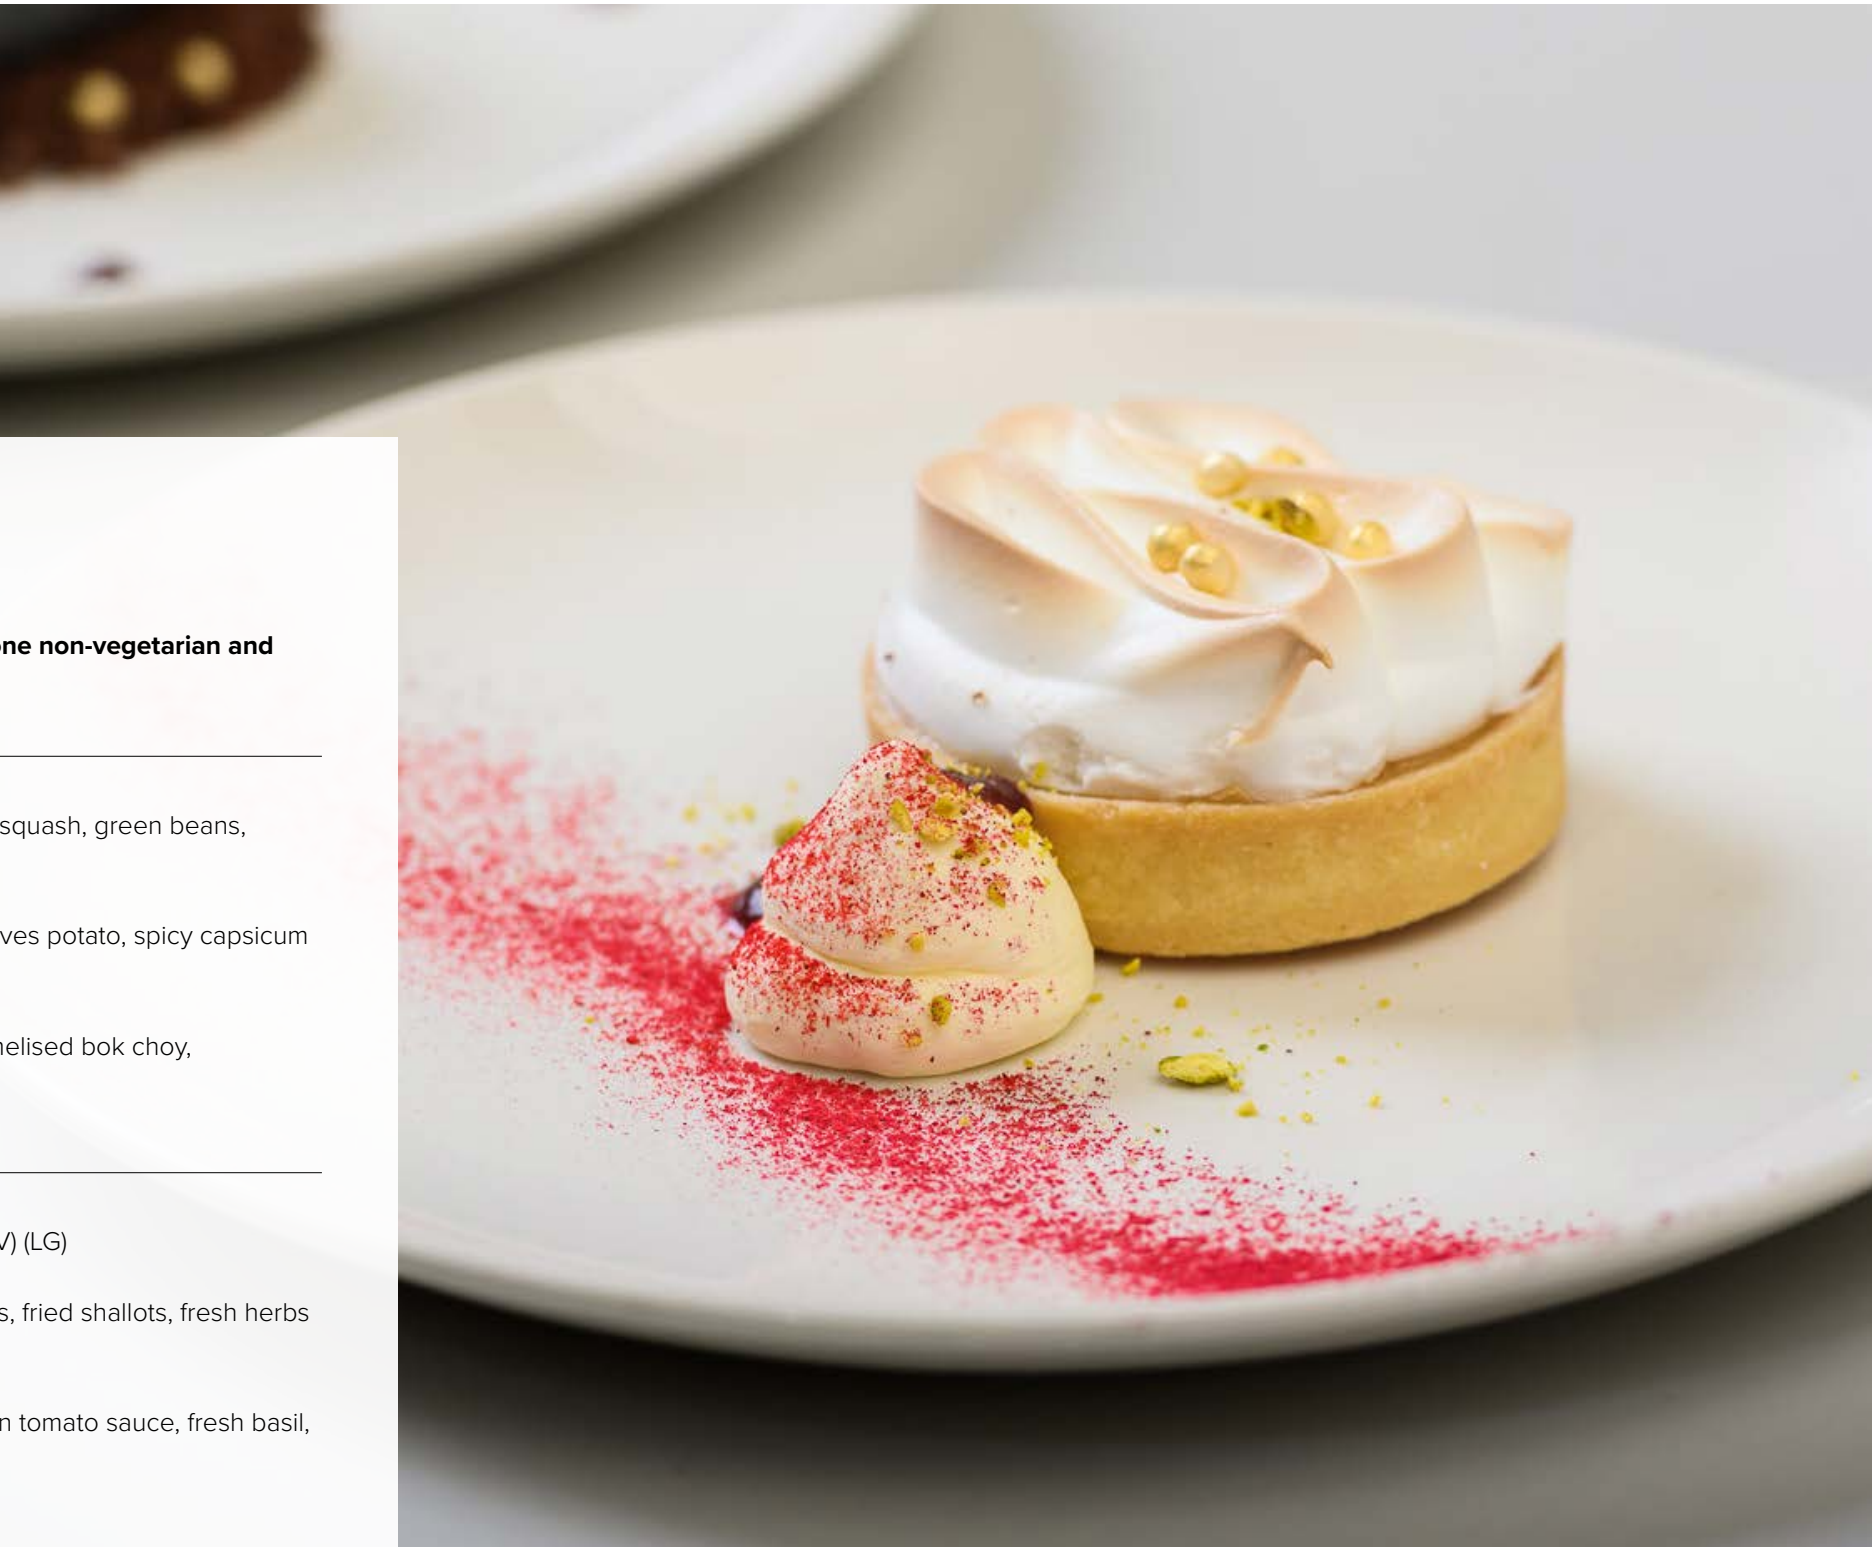 one non-vegetarian and
squash, green beans,
ves potato, spicy capsicum
nelised bok choy,
V) (LG)
s, fried shallots, fresh herbs
n tomato sauce, fresh basil,